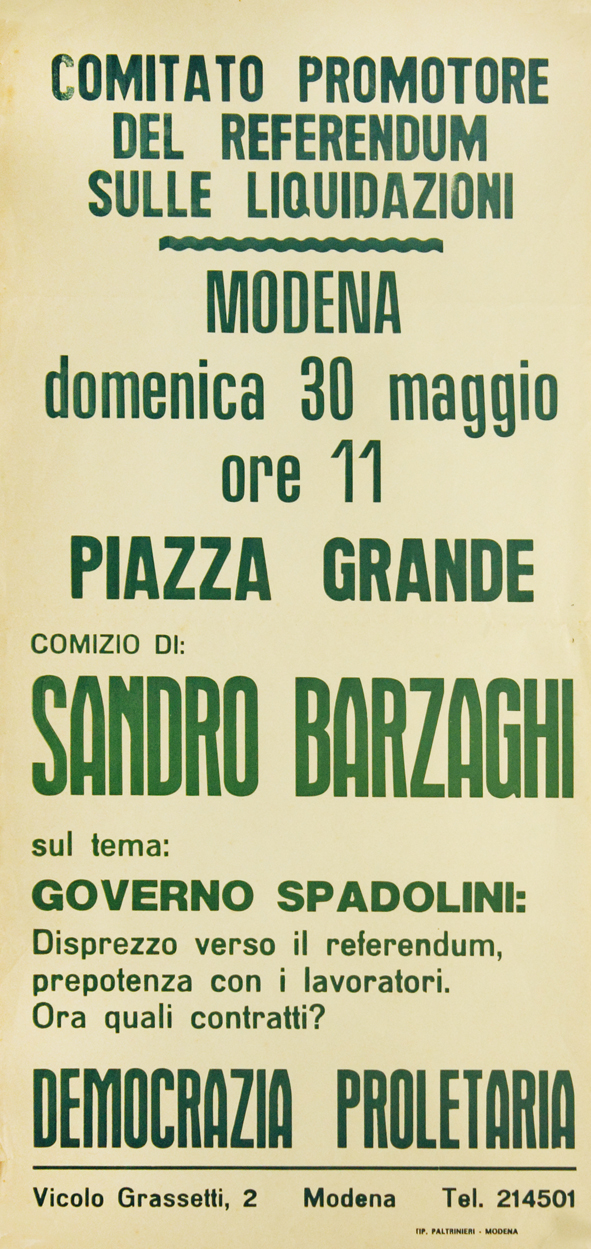 COMITATO PROMOTORE
DEL REFERENDUM
SULLE LIQUIDAZIONI
MODENA
domenica 30 maggio
ore 11
PIAZZA GRANDE
COMIZIO DI:
SANDRO BARZAGHI
sul tema:
GOVERNO SPADOLINI:
Disprezzo verso il referendum,
prepotenza con i lavoratori.
Ora quali contratti?
DEMOCRAZIA PROLETARIA
Vicolo Grassetti, 2 Modena Tel. 214501
TIP. PALTRINIERI - MODENA